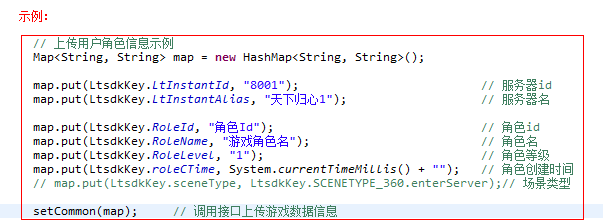 示例：
// 上传用户角色信息示例
Map<String, String> map = new HashMap<String, String>();
map.put(LtsdkKey.LtInstantId, "8001"); // 服务器id
map.put(LtsdkKey.LtInstantAlias, "天下归心1"); // 服务器名
map.put(LtsdkKey.RoleId, "角色Id"); // 角色id
map.put(LtsdkKey.RoleName, "游戏角色名"); // 角色名
map.put(LtsdkKey.RoleLevel, "1"); // 角色等级
map.put(LtsdkKey.roleCTime, System.currentTimeMillis() + ""); // 角色创建时间
// map.put(LtsdkKey.sceneType, LtsdkKey.SCENETYPE_360.enterServer);// 场景类型
setCommon(map); // 调用接口上传游戏数据信息